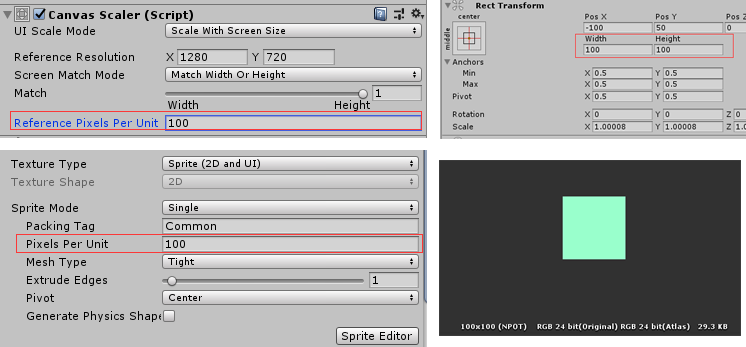 Canvas Scaler (Script)
UI Scale Mode Scale With Screen Size
Reference Resolution X 1280 Y 720
Screen Match Mode Match Width Or Height
Match 1
Width Height
Reference Pixels Per Unit 100
Rect Transform
center Pos X Pos Y Pos Z
middle -100 50 0
Width Height
100 100
Anchors
Min X 0.5 Y 0.5
Max X 0.5 Y 0.5
Pivot X 0.5 Y 0.5
Rotation X 0 Y 0 Z 0
Scale X 1.00008 Y 1.00008 Z 1
Texture Type Sprite (2D and UI)
Texture Shape 2D
Sprite Mode Single
Packing Tag Common
Pixels Per Unit 100
Mesh Type Tight
Extrude Edges 1
Pivot Center
Generate Physics Shape
Sprite Editor
100x100 (NPOT) RGB 24 bit(Original) RGB 24 bit(Atlas) 29.3 KB